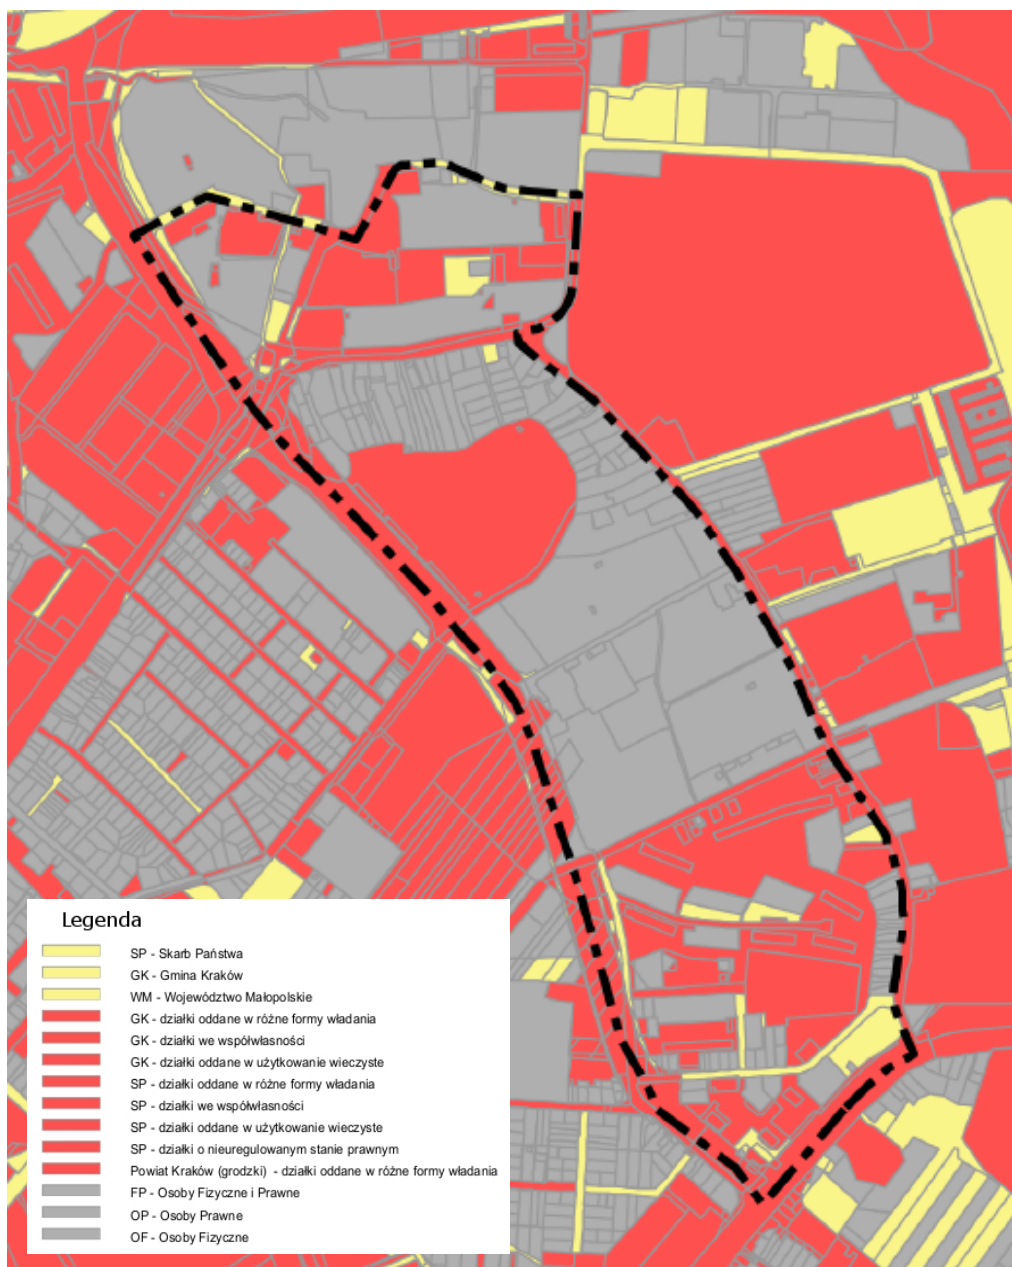 Legenda
SP - Skarb Państwa
GK - Gmina Kraków
WM - Województwo Małopolskie
GK - działki oddane w różne formy władania
GK - działki we współwłasności
GK - działki oddane w użytkowanie wieczyste
SP - działki oddane w różne formy władania
SP - działki we współwłasności
SP - działki oddane w użytkowanie wieczyste
SP - działki o nieuregulowanym stanie prawnym
Powiat Kraków (grodzki) - działki oddane w różne formy władania
FP - Osoby Fizyczne i Prawne
OP - Osoby Prawne
OF - Osoby Fizyczne